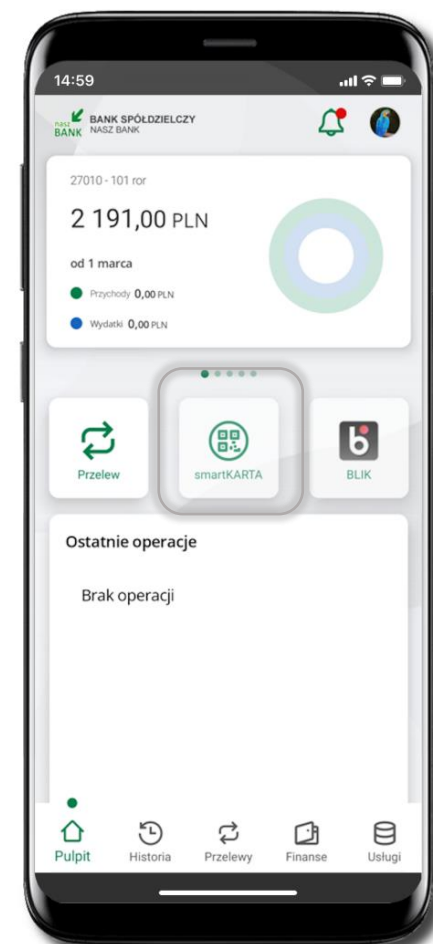 14:59
nasz BANK
BANK SPÓŁDZIELCZY
NASZ BANK
27010 - 101 ror
2 191,00 PLN
od 1 marca
Przychody 0,00 PLN
Wydatki 0,00 PLN
Przelew
smartKARTA
BLIK
Ostatnie operacje
Brak operacji
Pulpit
Historia
Przelewy
Finanse
Usługi